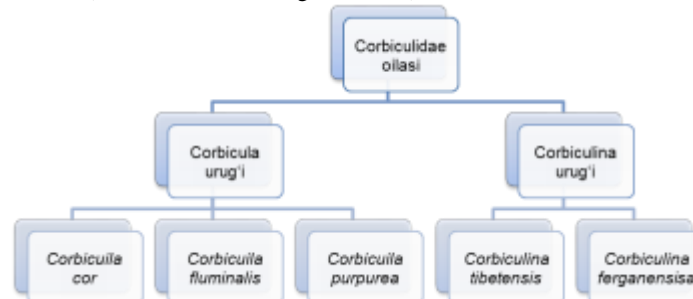 Corbiculidae
oilasi
Corbicula
urug'i
Corbiculina
urug'i
Corbicuila
cor
Corbicuila
fluminalis
Corbicuila
purpurea
Corbiculina
tibetensis
Corbiculina
ferganensisa